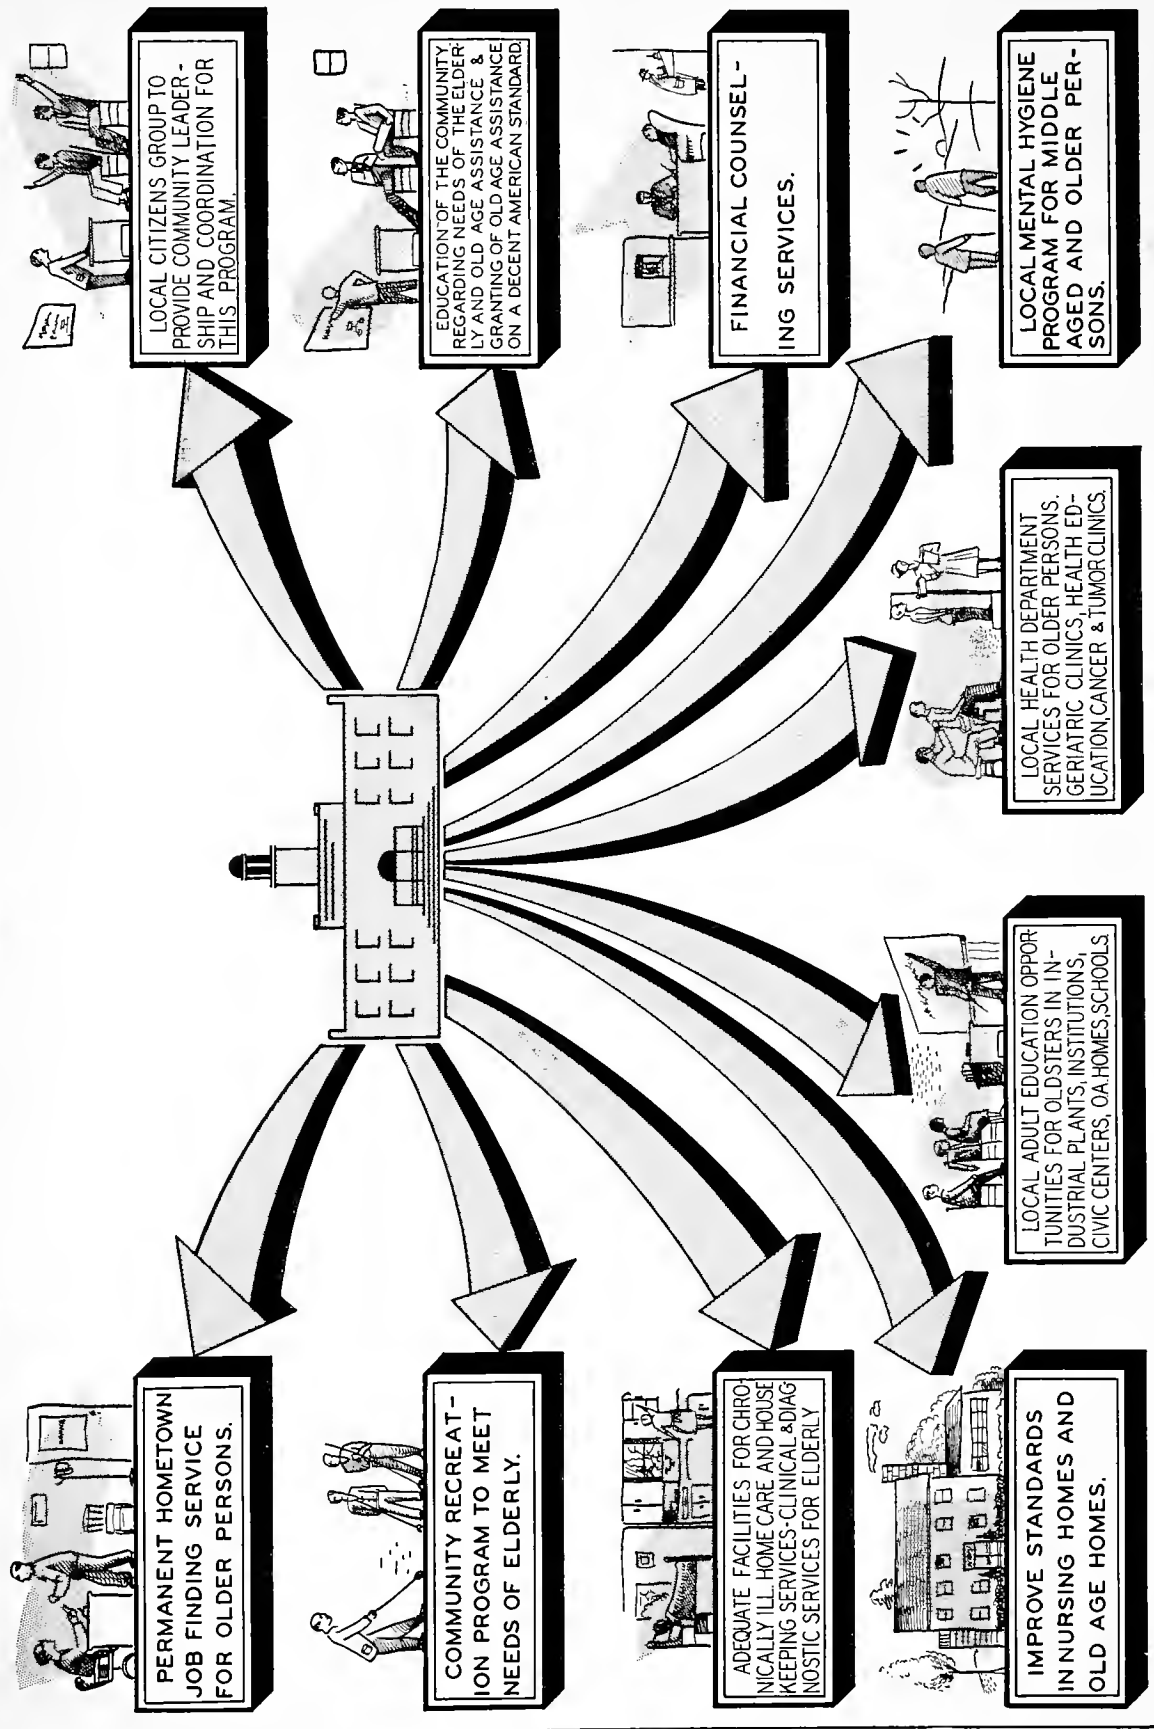 PERMANENT HOMETOWN
JOB FINDING SERVICE
FOR OLDER PERSONS.
COMMUNITY RECREAT-
ION PROGRAM TO MEET
NEEDS OF ELDERLY.
ADEQUATE FACILITIES FOR CHRO-
NICALLY ILL. HOME CARE AND HOUSE
KEEPING SERVICES-CLINICAL & DIAG
NOSTIC SERVICES FOR ELDERLY
IMPROVE STANDARDS
IN NURSING HOMES AND
OLD AGE HOMES.
LOCAL ADULT EDUCATION OPPOR-
TUNITIES FOR OLDSTERS IN IN-
DUSTRIAL PLANTS, INSTITUTIONS,
CIVIC CENTERS, O.A. HOMES, SCHOOLS.
LOCAL HEALTH DEPARTMENT
SERVICES FOR OLDER PERSONS.
GERIATRIC CLINICS, HEALTH ED-
UCATION, CANCER & TUMOR CLINICS.
LOCAL CITIZENS GROUP TO
PROVIDE COMMUNITY LEADER-
SHIP AND COORDINATION FOR
THIS PROGRAM.
EDUCATION OF THE COMMUNITY
REGARDING NEEDS OF THE ELDER-
LY AND OLD AGE ASSISTANCE &
GRANTING OF OLD AGE ASSISTANCE
ON A DECENT AMERICAN STANDARD.
FINANCIAL COUNSEL-
ING SERVICES.
LOCAL MENTAL HYGIENE
PROGRAM FOR MIDDLE
AGED AND OLDER PER-
SONS.